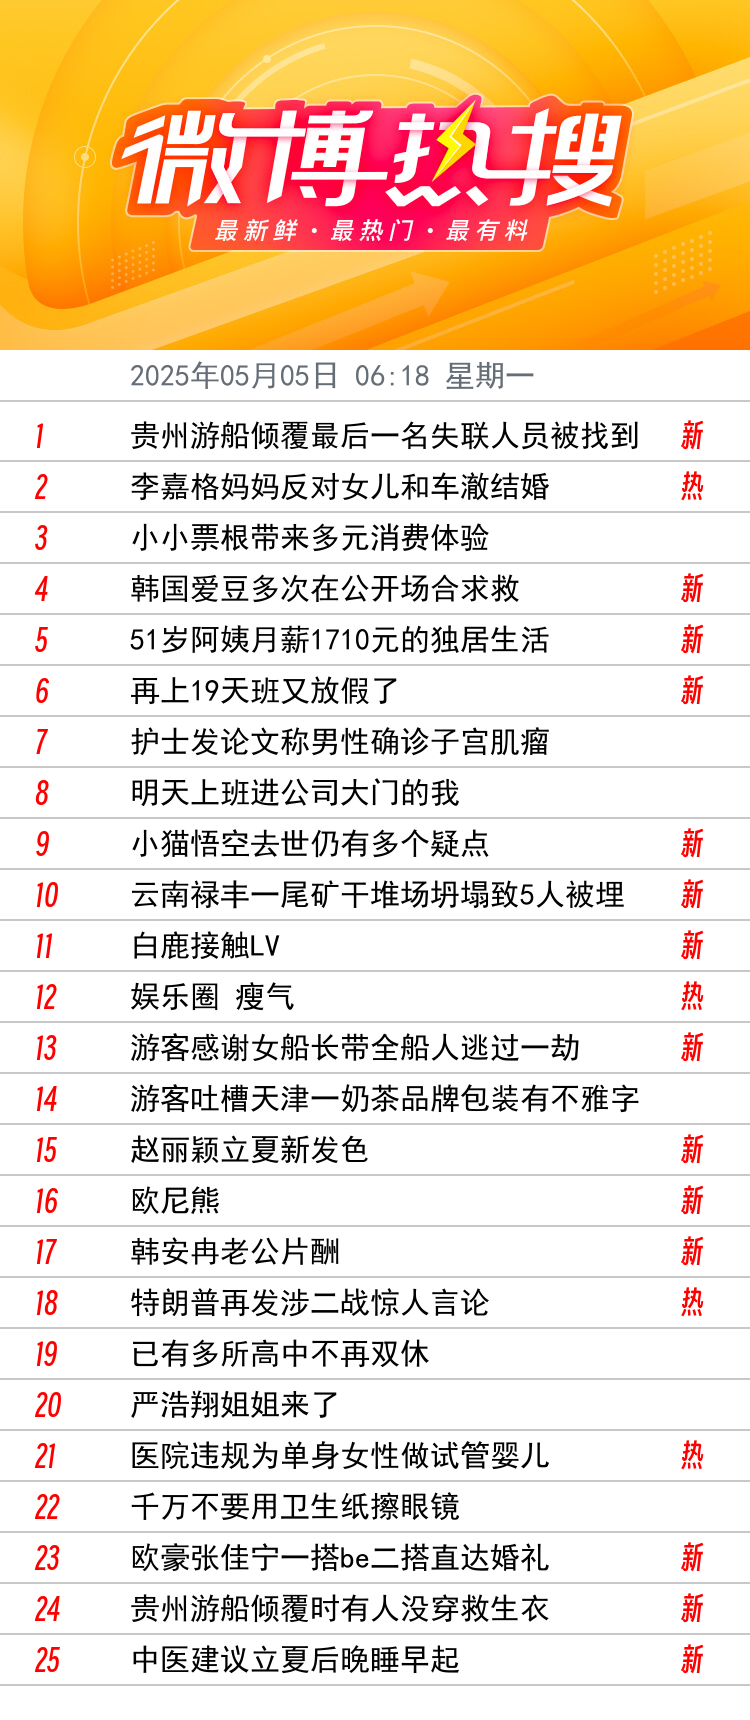 微博热搜
最新鲜·最热门·最有料
2025年05月05日 06:18 星期一
1 贵州游船倾覆最后一名失联人员被找到 新
2 李嘉格妈妈反对女儿和车澈结婚 热
3 小小票根带来多元消费体验
4 韩国爱豆多次在公开场合求救 新
5 51岁阿姨月薪1710元的独居生活 新
6 再上19天班又放假了 新
7 护士发论文称男性确诊子宫肌瘤
8 明天上班进公司大门的我
9 小猫悟空去世仍有多个疑点 新
10 云南禄丰一尾矿干堆场坍塌致5人被埋 新
11 白鹿接触LV 新
12 娱乐圈 瘦气 热
13 游客感谢女船长带全船人逃过一劫 新
14 游客吐槽天津一奶茶品牌包装有不雅字
15 赵丽颖立夏新发色 新
16 欧尼熊 新
17 韩安冉老公片酬 新
18 特朗普再发涉二战惊人言论 热
19 已有多所高中不再双休
20 严浩翔姐姐来了
21 医院违规为单身女性做试管婴儿 热
22 千万不要用卫生纸擦眼镜
23 欧豪张佳宁一搭be二搭直达婚礼 新
24 贵州游船倾覆时有人没穿救生衣 新
25 中医建议立夏后晚睡早起 新